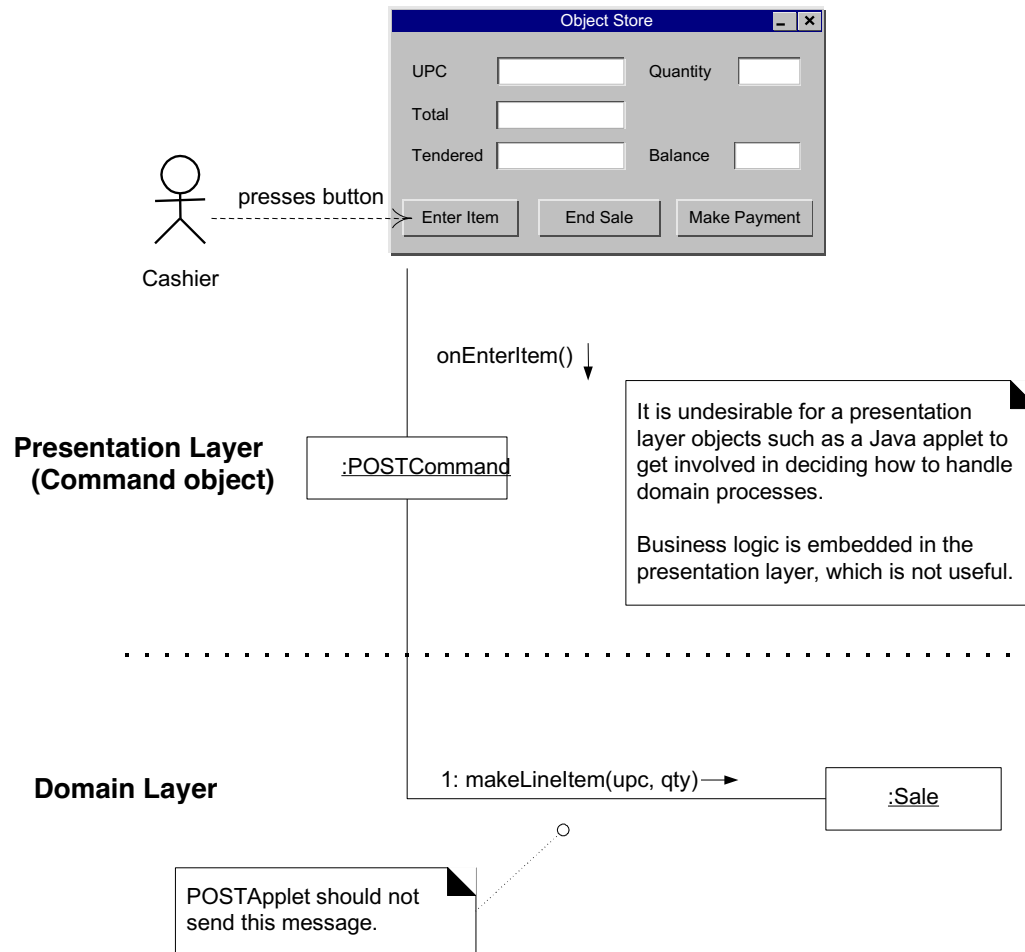 Object Store
UPC
Quantity
Total
Tendered
Balance
presses button
Enter Item
End Sale
Make Payment
Cashier
onEnterItem()
It is undesirable for a presentation
layer objects such as a Java applet to
get involved in deciding how to handle
domain processes.
Business logic is embedded in the
presentation layer, which is not useful.
Presentation Layer
(Command object)
:POSTCommand
Domain Layer
1: makeLineItem(upc, qty)
:Sale
POSTApplet should not
send this message.